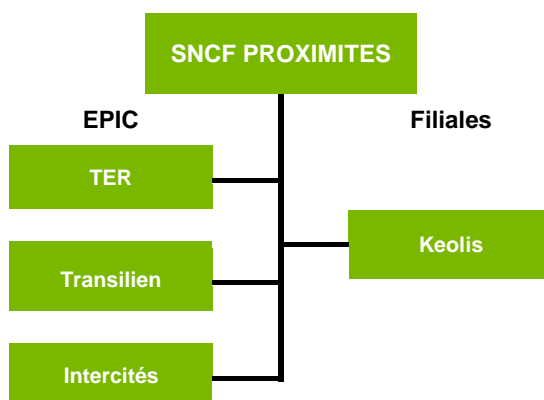 SNCF PROXIMITES
EPIC
Filiales
TER
Keolis
Transilien
Intercités